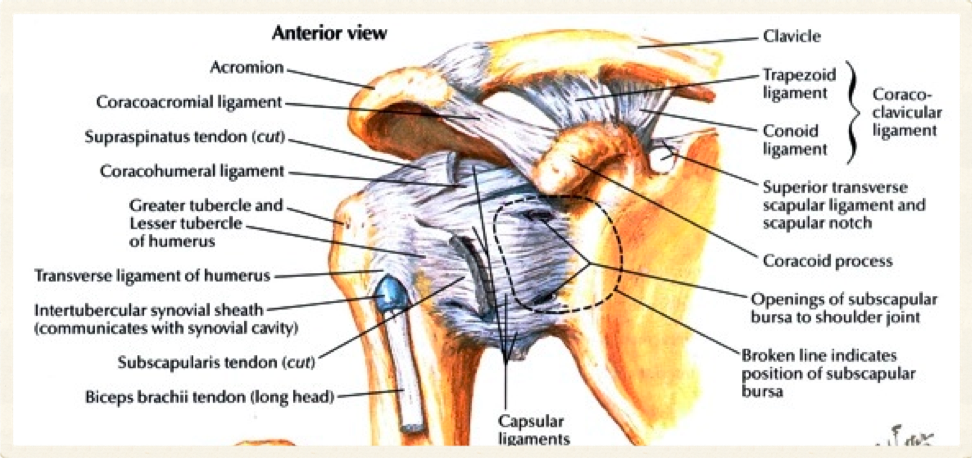 Anterior view
Acromion
Coracoacromial ligament
Supraspinatus tendon (cut)
Coracohumeral ligament
Greater tubercle and
Lesser tubercle
of humerus
Transverse ligament of humerus
Intertubercular synovial sheath
(communicates with synovial cavity)
Subscapularis tendon (cut)
Biceps brachii tendon (long head)
Capsular
ligaments
Clavicle
Trapezoid
ligament
Conoid
ligament
Coraco-
clavicular
ligament
Superior transverse
scapular ligament and
scapular notch
Coracoid process
Openings of subscapular
bursa to shoulder joint
Broken line indicates
position of subscapular
bursa